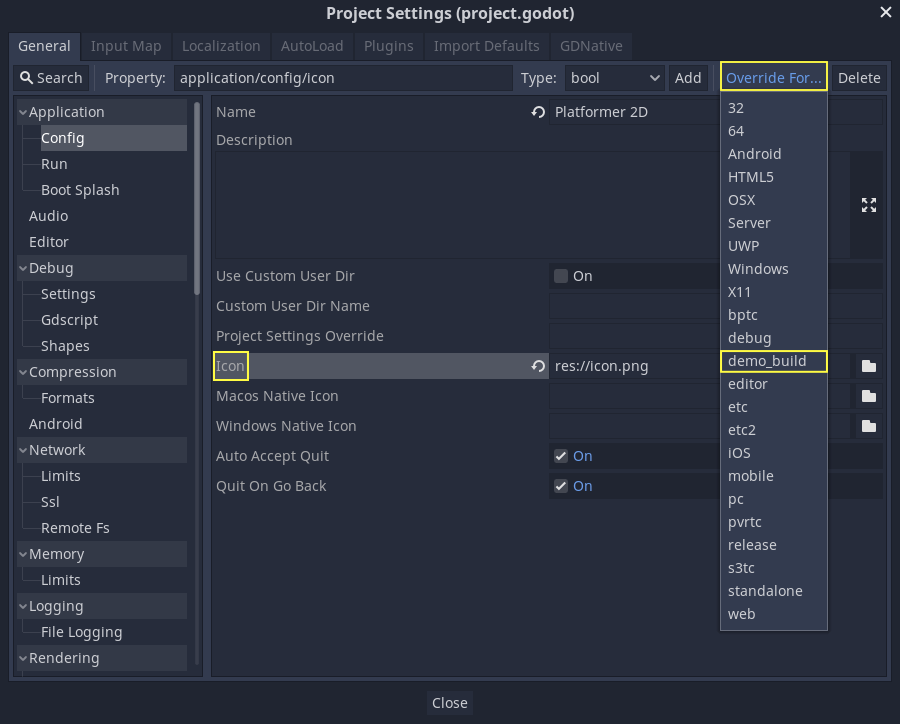 Project Settings (project.godot)
General Input Map Localization AutoLoad Plugins Import Defaults GDNative
Search Property: application/config/icon Type: bool Add Override For... Delete
Application
Config
Run
Boot Splash
Audio
Editor
Debug
Settings
Gdscript
Shapes
Compression
Formats
Android
Network
Limits
Ssl
Remote Fs
Memory
Limits
Logging
File Logging
Rendering
Name Platformer 2D
Description
Use Custom User Dir On
Custom User Dir Name
Project Settings Override
Icon res://icon.png
Macos Native Icon
Windows Native Icon
Auto Accept Quit On
Quit On Go Back On
32
64
Android
HTML5
OSX
Server
UWP
Windows
X11
bptc
debug
demo_build
editor
etc
etc2
iOS
mobile
pc
pvrtc
release
s3tc
standalone
web
Close